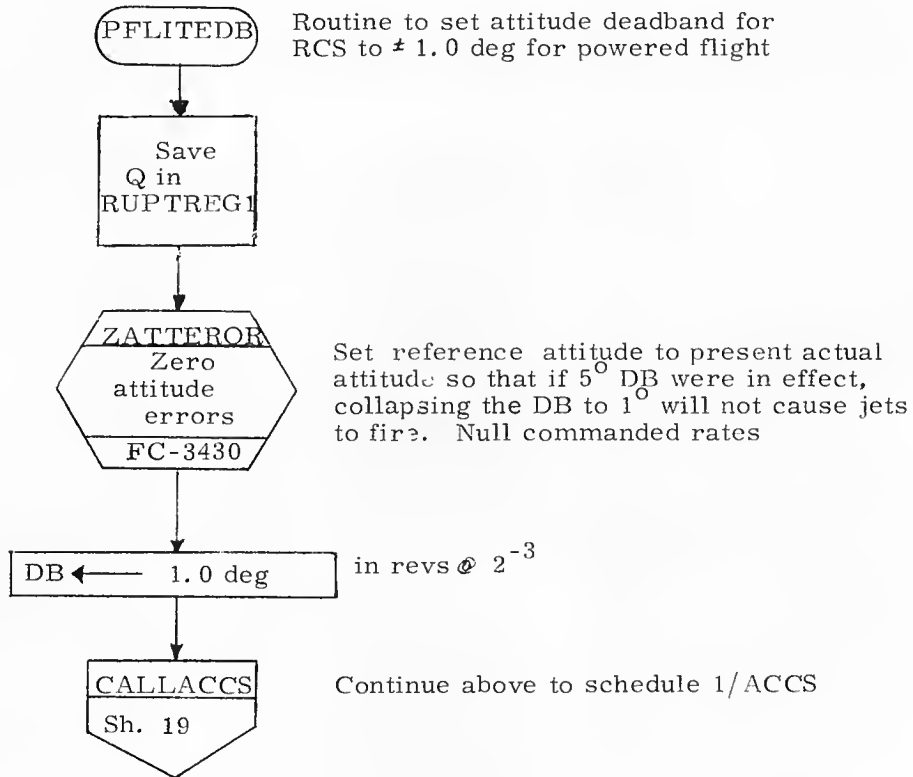 PFLITEDB
Routine to set attitude deadband for
RCS to ± 1.0 deg for powered flight
Save
Q in
RUPTREG1
ZATTEROR
Zero
attitude
errors
FC-3430
Set reference attitude to present actual
attitude so that if 5° DB were in effect,
collapsing the DB to 1° will not cause jets
to fire. Null commanded rates
DB ← 1.0 deg
in revs @ 2⁻³
CALLACCS
Sh. 19
Continue above to schedule 1/ACCS